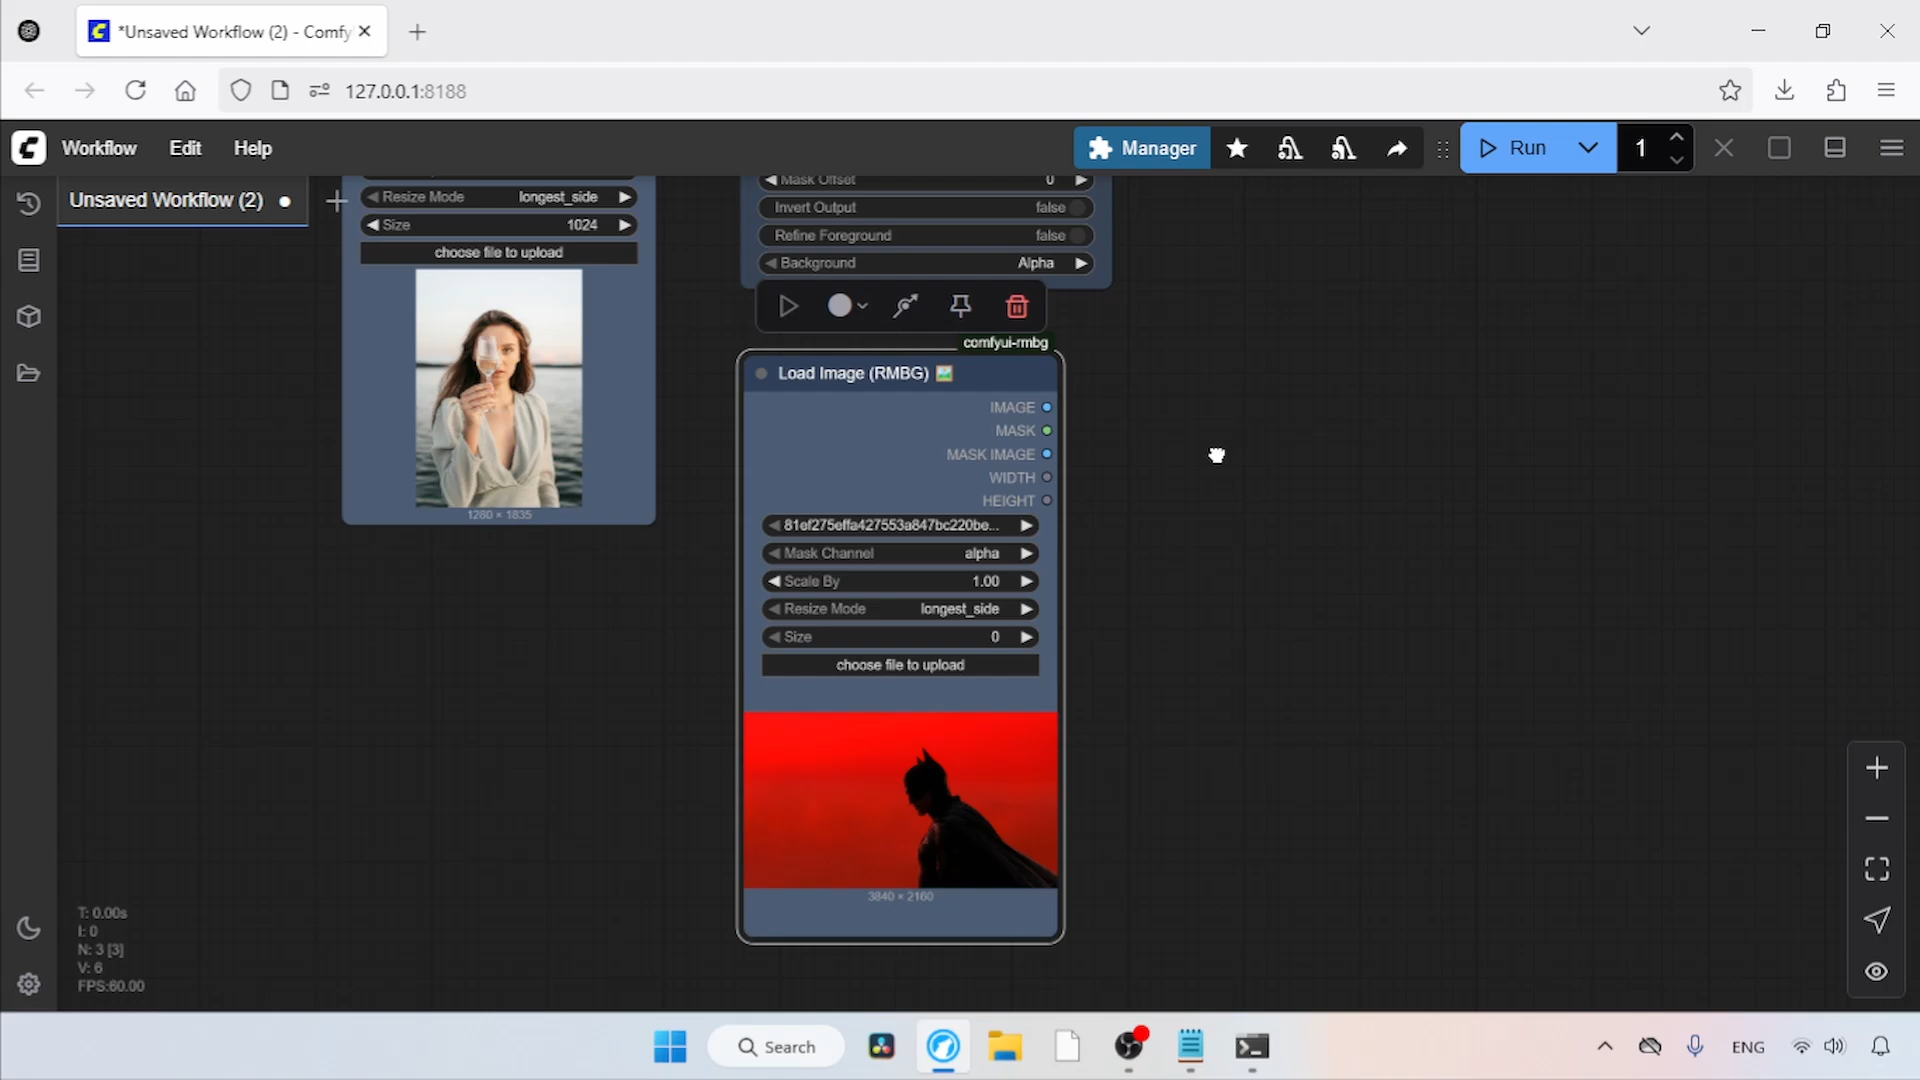 *Unsaved Workflow (2) - Comfy
127.0.0.1:8188
Workflow
Edit
Help
Manager
Run
1
Unsaved Workflow (2)
Resize Mode longest_side
Size 1024
choose file to upload
1280 × 1835
Mask Offset 0
Invert Output false
Refine Foreground false
Background Alpha
comfyui-rmbg
Load Image (RMBG)
IMAGE
MASK
MASK IMAGE
WIDTH
HEIGHT
81ef275effa427553a847bc220be...
Mask Channel alpha
Scale By 1.00
Resize Mode longest_side
Size 0
choose file to upload
3840 × 2160
T: 0.00s
I: 0
N: 3 [3]
V: 6
FPS:60.00
Search
ENG